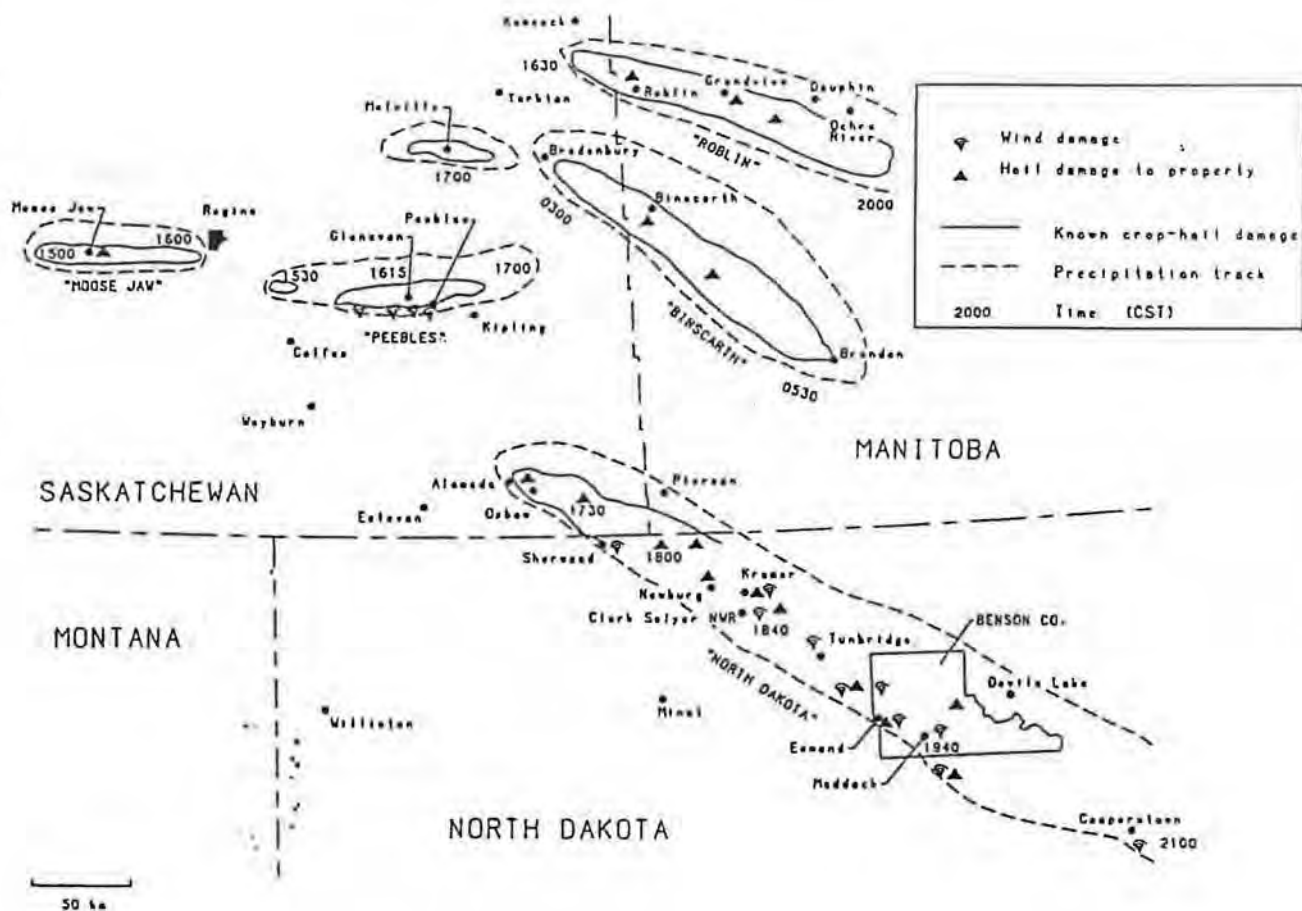 Kamsack
1630
Grandview
Dauphin
Roblin
Yorkton
Ochre
River
"ROBLIN"
2000
Melville
1700
Bredenbury
Binscarth
0300
"BINSCARTH"
Brandon
0530
Moose Jaw
Regina
1500
1600
"MOOSE JAW"
Glenavon
Peebles
1530
1615
1700
"PEEBLES"
Kipling
Colfax
Weyburn
Wind damage
Hail damage to property
Known crop-hail damage
Precipitation track
2000 Time (CST)
MANITOBA
SASKATCHEWAN
Alameda
Oxbow
Pierson
1730
Estevan
Sherwood
1800
Newburg
Kramer
Clark Salyer NWR
1840
Tunbridge
BENSON CO.
MONTANA
"NORTH DAKOTA"
Devils Lake
Williston
Minot
Esmond
1940
Maddock
NORTH DAKOTA
Cooperstown
2100
50 km